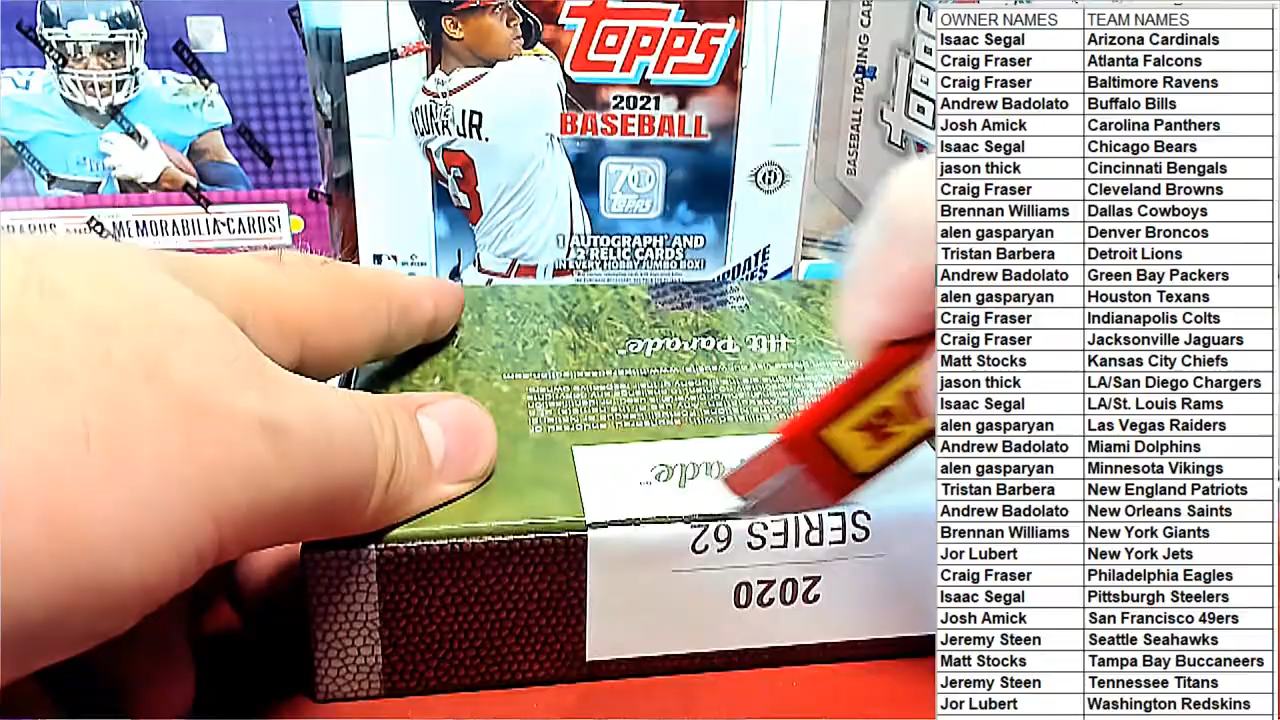 TOPPS
2021
BASEBALL
70
TOPPS
1 AUTOGRAPH AND
2 RELIC CARDS
IN EVERY HOBBY JUMBO BOX!
UPDATE
ACUÑA JR.
13
MEMORABILIA CARDS!
BASEBALL TRADING CAR
Hit Parade
SERIES 62
2020
OWNER NAMES TEAM NAMES
Isaac Segal Arizona Cardinals
Craig Fraser Atlanta Falcons
Craig Fraser Baltimore Ravens
Andrew Badolato Buffalo Bills
Josh Amick Carolina Panthers
Isaac Segal Chicago Bears
jason thick Cincinnati Bengals
Craig Fraser Cleveland Browns
Brennan Williams Dallas Cowboys
alen gasparyan Denver Broncos
Tristan Barbera Detroit Lions
Andrew Badolato Green Bay Packers
alen gasparyan Houston Texans
Craig Fraser Indianapolis Colts
Craig Fraser Jacksonville Jaguars
Matt Stocks Kansas City Chiefs
jason thick LA/San Diego Chargers
Isaac Segal LA/St. Louis Rams
alen gasparyan Las Vegas Raiders
Andrew Badolato Miami Dolphins
alen gasparyan Minnesota Vikings
Tristan Barbera New England Patriots
Andrew Badolato New Orleans Saints
Brennan Williams New York Giants
Jor Lubert New York Jets
Craig Fraser Philadelphia Eagles
Isaac Segal Pittsburgh Steelers
Josh Amick San Francisco 49ers
Jeremy Steen Seattle Seahawks
Matt Stocks Tampa Bay Buccaneers
Jeremy Steen Tennessee Titans
Jor Lubert Washington Redskins